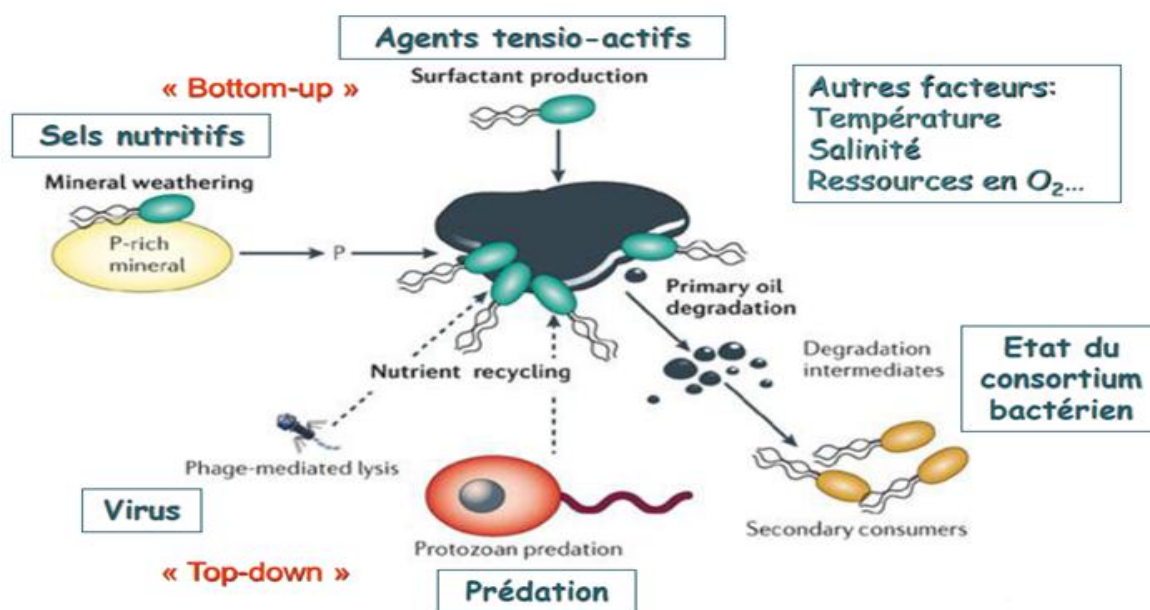 Agents tensio-actifs
Surfactant production
« Bottom-up »
Autres facteurs:
Température
Salinité
Ressources en O₂...
Sels nutritifs
Mineral weathering
P-rich
mineral
P
Primary oil
degradation
Nutrient recycling
Degradation
intermediates
Etat du
consortium
bactérien
Phage-mediated lysis
Virus
Protozoan predation
Secondary consumers
« Top-down »
Prédation